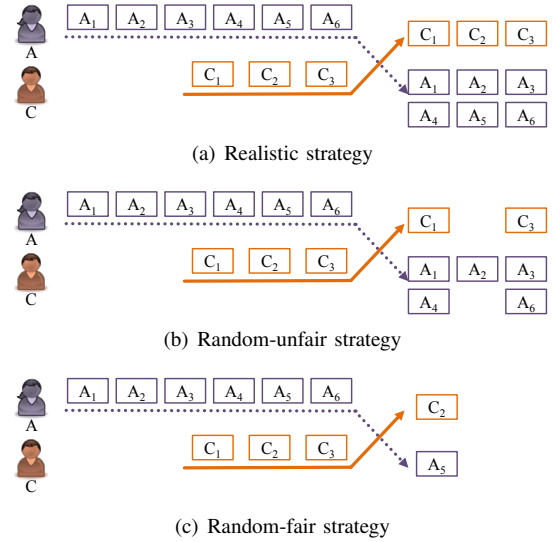 A₁ A₂ A₃ A₄ A₅ A₆ C₁ C₂ C₃
A
C₁ C₂ C₃ A₁ A₂ A₃
C A₄ A₅ A₆
(a) Realistic strategy
A₁ A₂ A₃ A₄ A₅ A₆ C₁ C₃
A
C₁ C₂ C₃ A₁ A₂ A₃
C A₄ A₆
(b) Random-unfair strategy
A₁ A₂ A₃ A₄ A₅ A₆ C₂
A
C₁ C₂ C₃ A₅
C
(c) Random-fair strategy